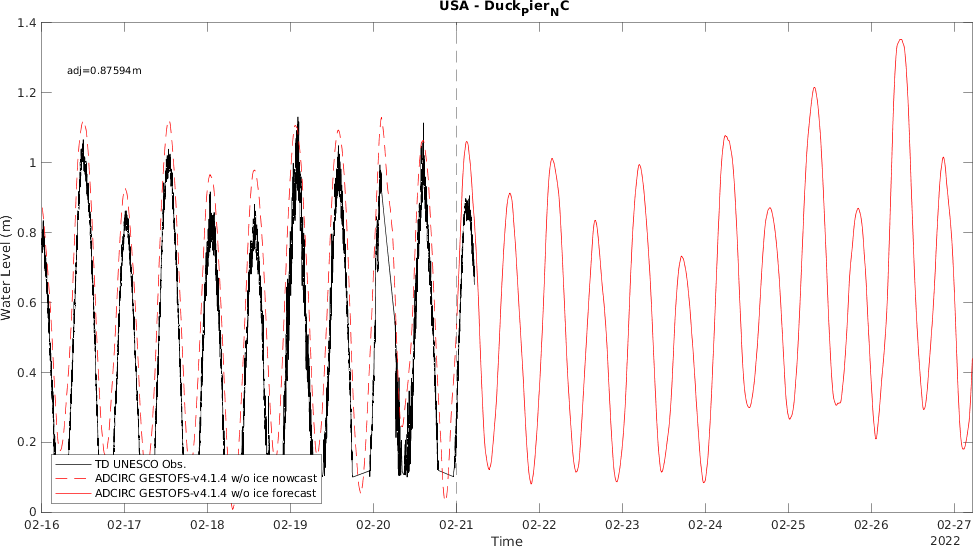 USA - DuckPierNC
1.4
1.2
1
0.8
0.6
0.4
0.2
0
Water Level (m)
adj=0.87594m
TD UNESCO Obs.
ADCIRC GESTOFS-v4.1.4 w/o ice nowcast
ADCIRC GESTOFS-v4.1.4 w/o ice forecast
02-16 02-17 02-18 02-19 02-20 02-21 02-22 02-23 02-24 02-25 02-26 02-27
Time
2022